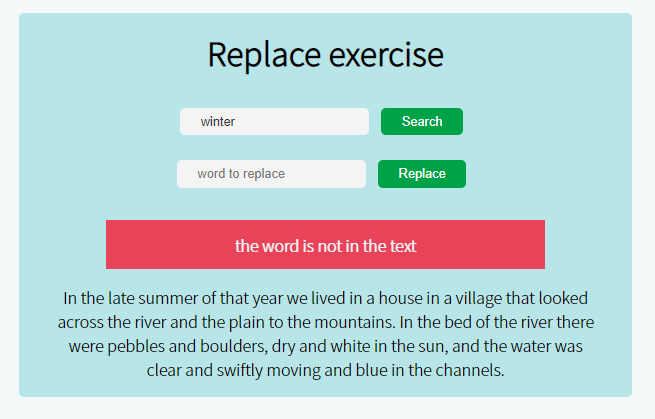 Replace exercise
winter
Search
word to replace
Replace
the word is not in the text
In the late summer of that year we lived in a house in a village that looked
across the river and the plain to the mountains. In the bed of the river there
were pebbles and boulders, dry and white in the sun, and the water was
clear and swiftly moving and blue in the channels.